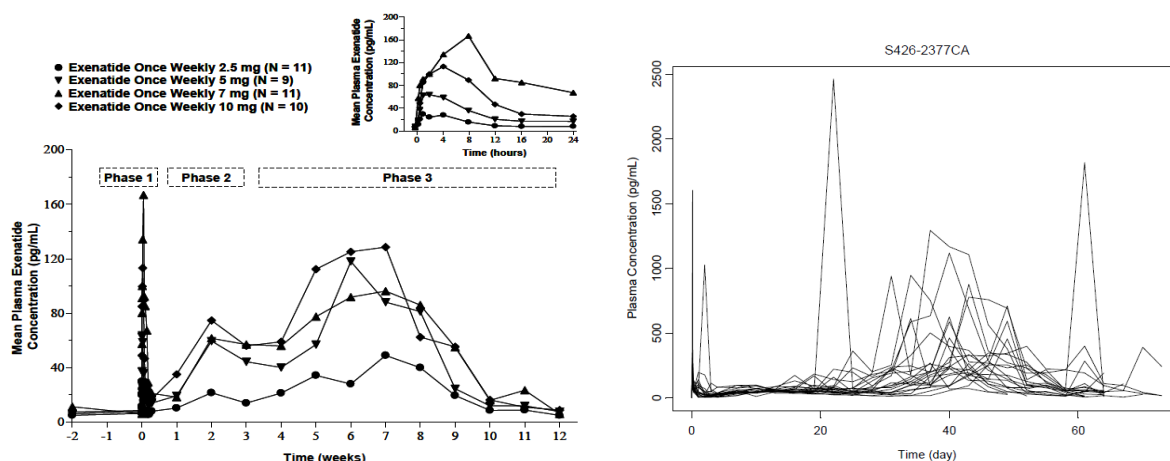 Exenatide Once Weekly 2.5 mg (N = 11)
Exenatide Once Weekly 5 mg (N = 9)
Exenatide Once Weekly 7 mg (N = 11)
Exenatide Once Weekly 10 mg (N = 10)
Mean Plasma Exenatide
Concentration (pg/mL)
200
160
120
80
40
0
0 4 8 12 16 20 24
Time (hours)
Phase 1 Phase 2 Phase 3
Mean Plasma Exenatide
Concentration (pg/mL)
200
160
120
80
40
0
-2 -1 0 1 2 3 4 5 6 7 8 9 10 11 12
Time (weeks)
S426-2377CA
Plasma Concentration (pg/mL)
2500
2000
1500
1000
500
0
0 20 40 60
Time (day)